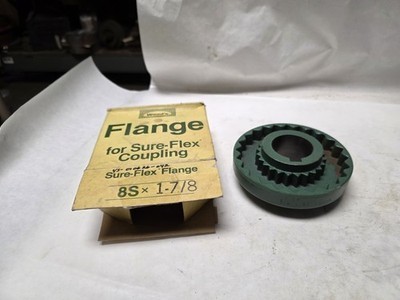 Flange
for Sure-Flex
Coupling
Sure-Flex Flange
8S x 1-7/8